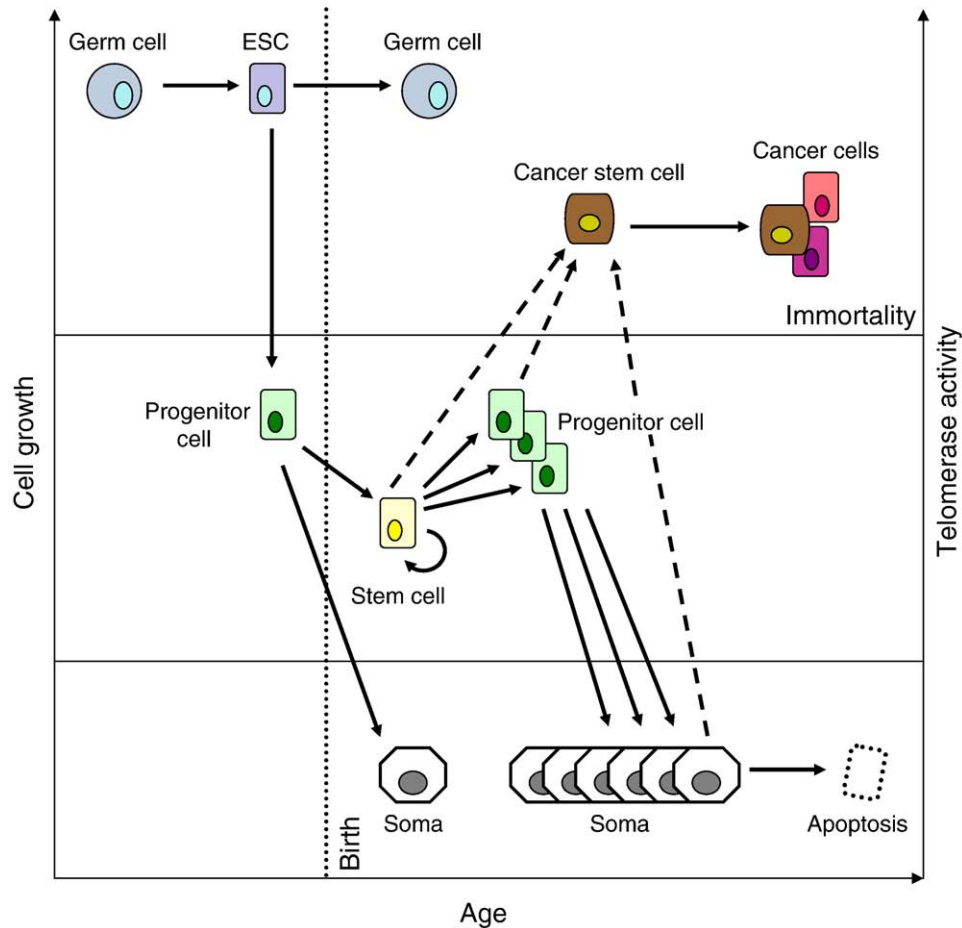 Germ cell
ESC
Germ cell
Cancer stem cell
Cancer cells
Immortality
Progenitor
cell
Progenitor cell
Stem cell
Cell growth
Telomerase activity
Soma
Soma
Apoptosis
Birth
Age